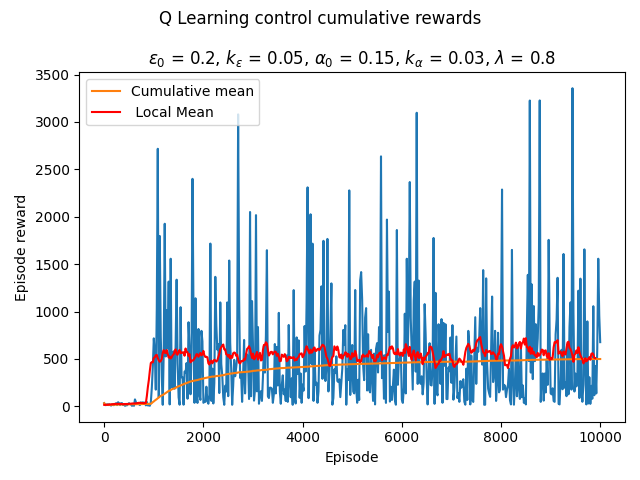 Q Learning control cumulative rewards
ε₀ = 0.2, kε = 0.05, α₀ = 0.15, kα = 0.03, λ = 0.8
Cumulative mean
Local Mean
Episode reward
3500
3000
2500
2000
1500
1000
500
0
0 2000 4000 6000 8000 10000
Episode